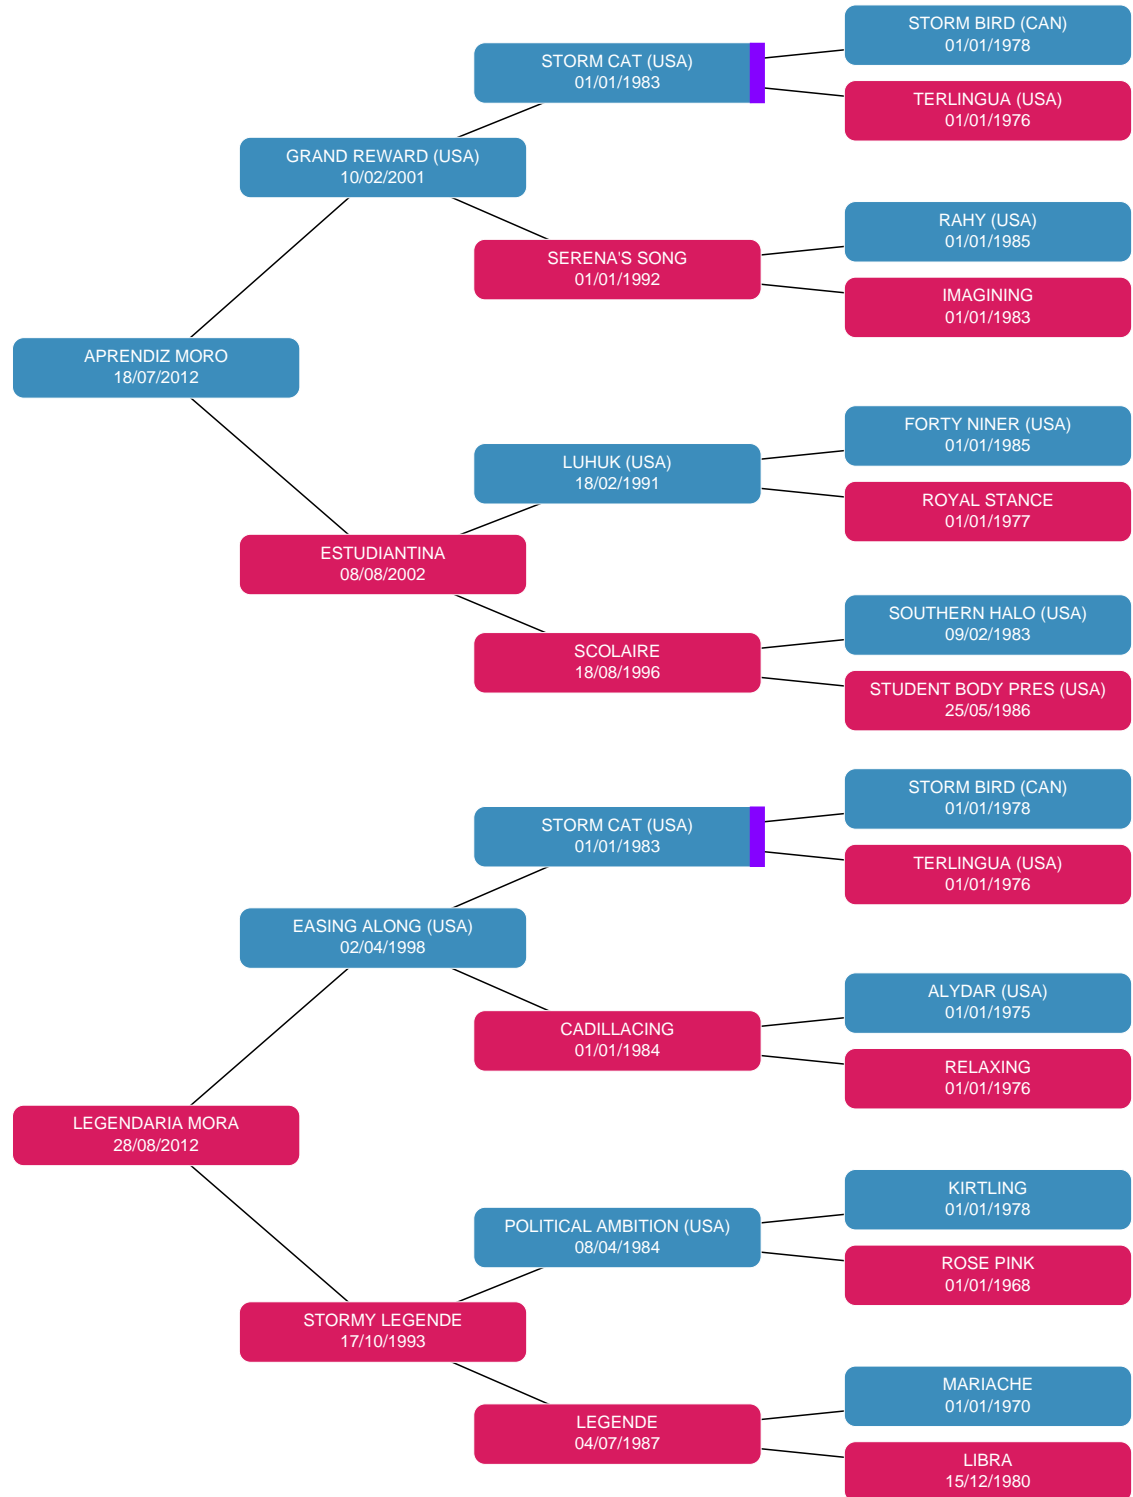 STORM BIRD (CAN)
01/01/1978
STORM CAT (USA)
01/01/1983
TERLINGUA (USA)
01/01/1976
GRAND REWARD (USA)
10/02/2001
RAHY (USA)
01/01/1985
SERENA'S SONG
01/01/1992
IMAGINING
01/01/1983
APRENDIZ MORO
18/07/2012
FORTY NINER (USA)
01/01/1985
LUHUK (USA)
18/02/1991
ROYAL STANCE
01/01/1977
ESTUDIANTINA
08/08/2002
SOUTHERN HALO (USA)
09/02/1983
SCOLAIRE
18/08/1996
STUDENT BODY PRES (USA)
25/05/1986
STORM BIRD (CAN)
01/01/1978
STORM CAT (USA)
01/01/1983
TERLINGUA (USA)
01/01/1976
EASING ALONG (USA)
02/04/1998
ALYDAR (USA)
01/01/1975
CADILLACING
01/01/1984
RELAXING
01/01/1976
LEGENDARIA MORA
28/08/2012
KIRTLING
01/01/1978
POLITICAL AMBITION (USA)
08/04/1984
ROSE PINK
01/01/1968
STORMY LEGENDE
17/10/1993
MARIACHE
01/01/1970
LEGENDE
04/07/1987
LIBRA
15/12/1980